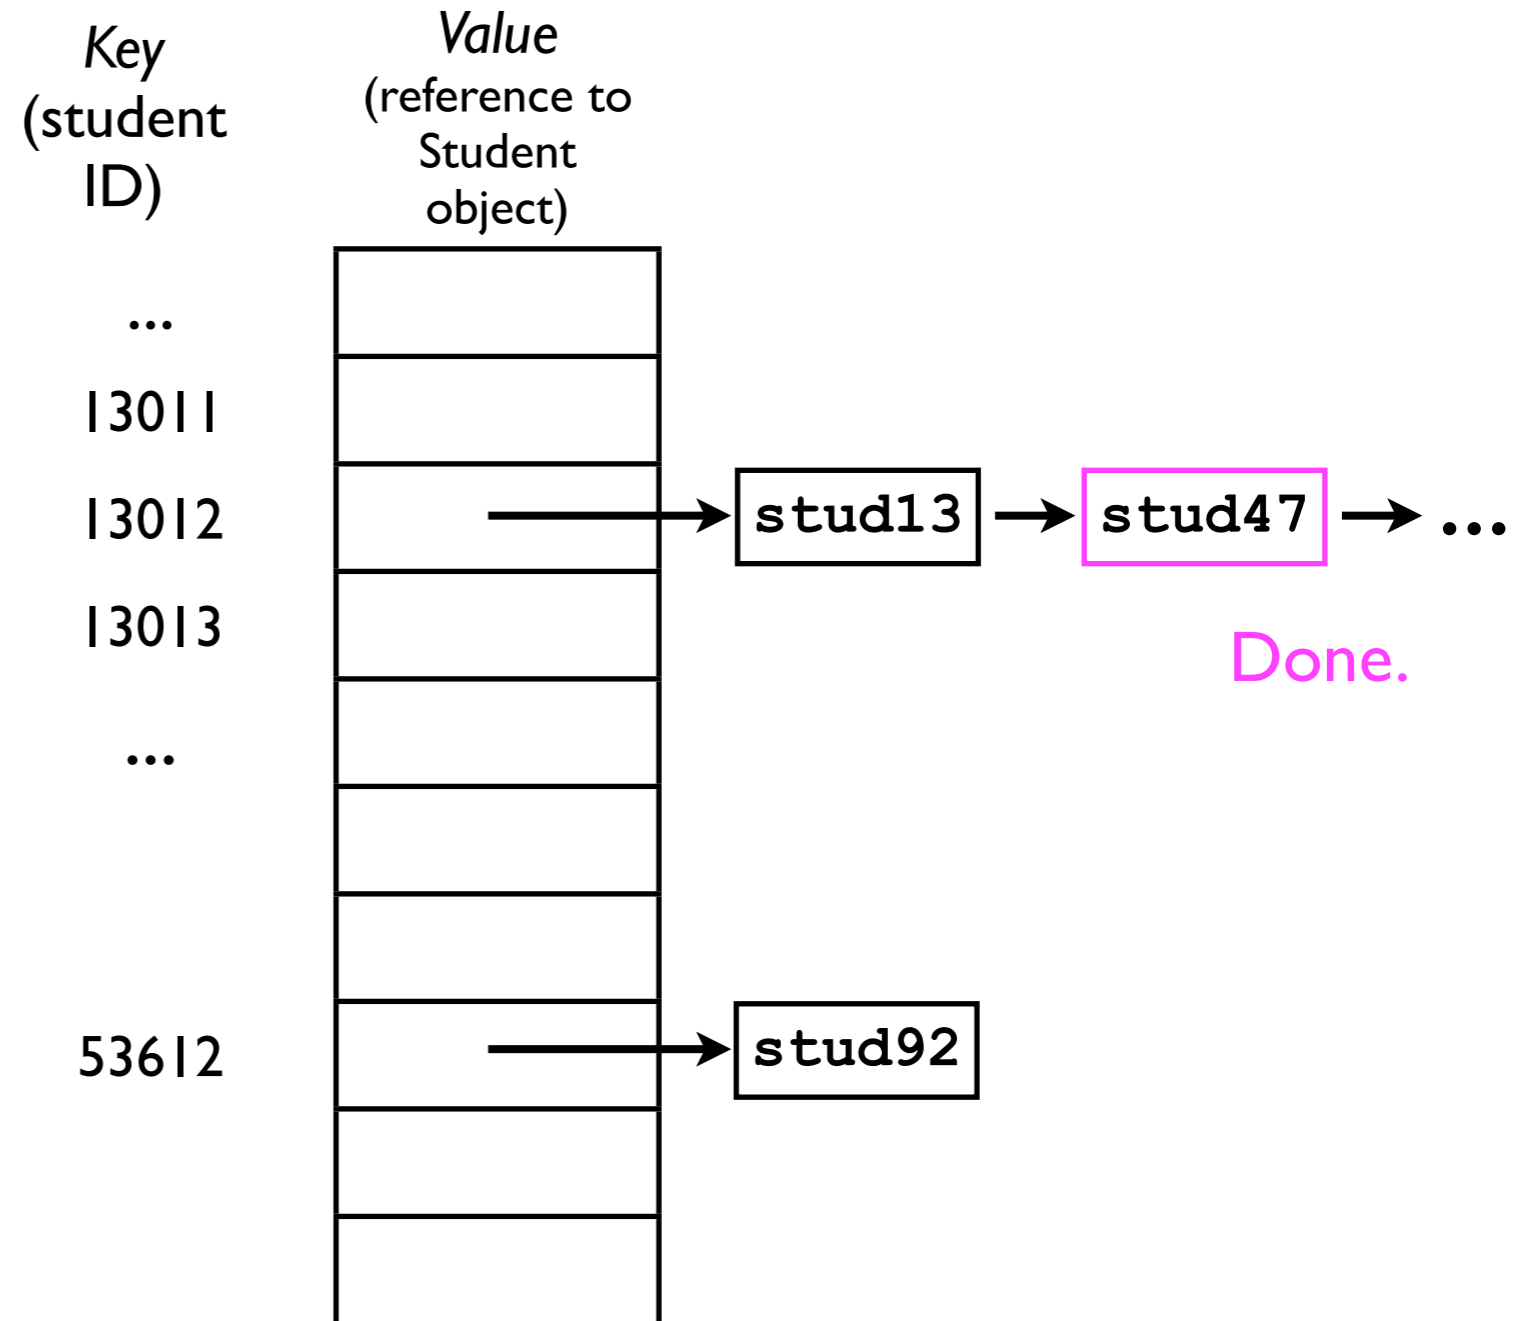 Key
(student
ID)
Value
(reference to
Student
object)
...
13011
13012
stud13
stud47
...
13013
Done.
...
53612
stud92